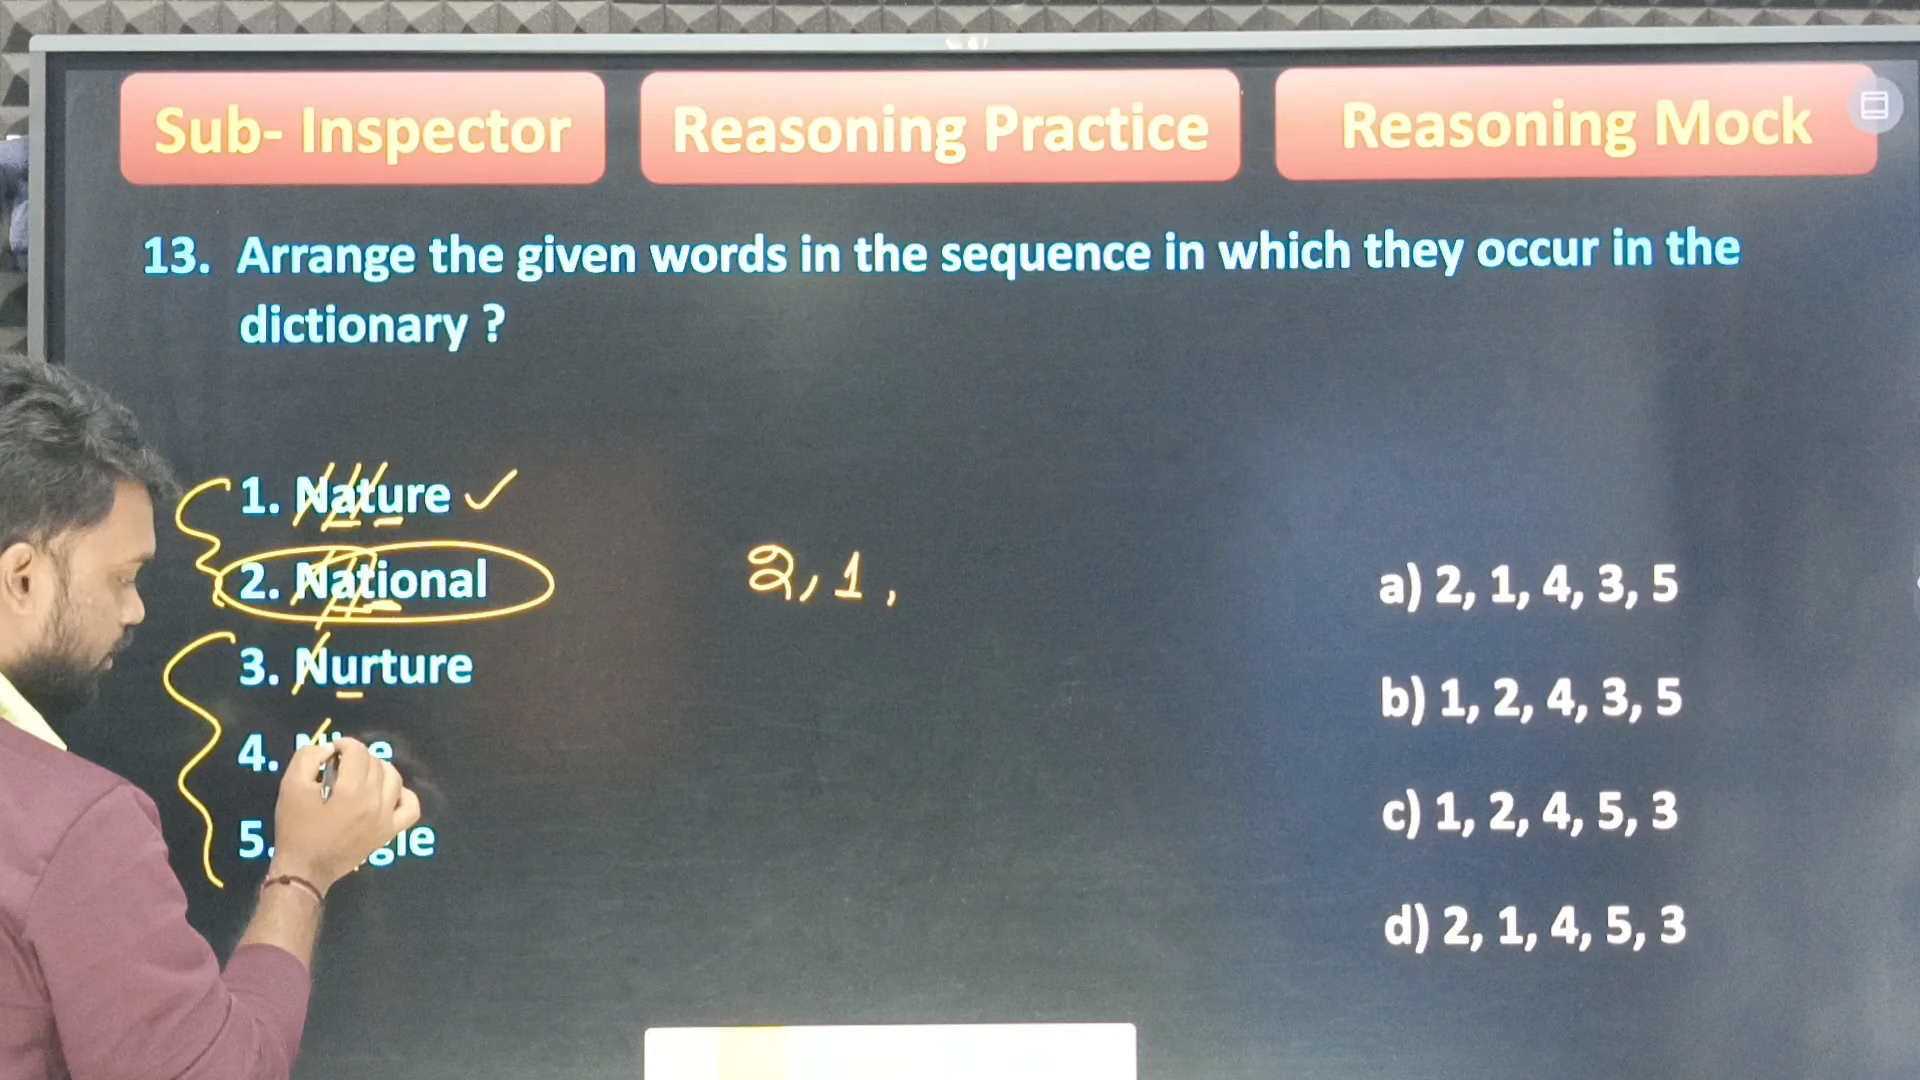 Sub- Inspector Reasoning Practice Reasoning Mock
13. Arrange the given words in the sequence in which they occur in the
dictionary ?
1. Nature ✓
2. National
3. Nurture
4.
5.
2, 1,
a) 2, 1, 4, 3, 5
b) 1, 2, 4, 3, 5
c) 1, 2, 4, 5, 3
d) 2, 1, 4, 5, 3